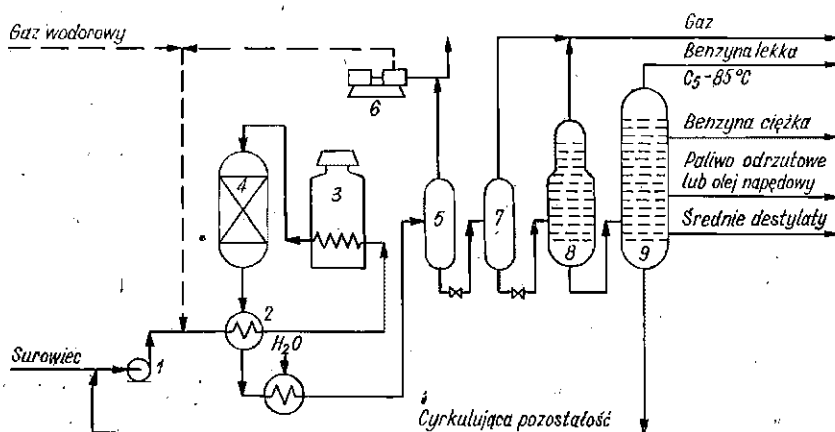 Gaz wodorowy
Gaz
Benzyna lekka
C5-85°C
6
Benzyna ciężka
Paliwo odrzutowe
lub olej napędowy
Średnie destylaty
4
3
5
7
8
9
2
H2O
Surowiec
1
Cyrkulująca pozostałość